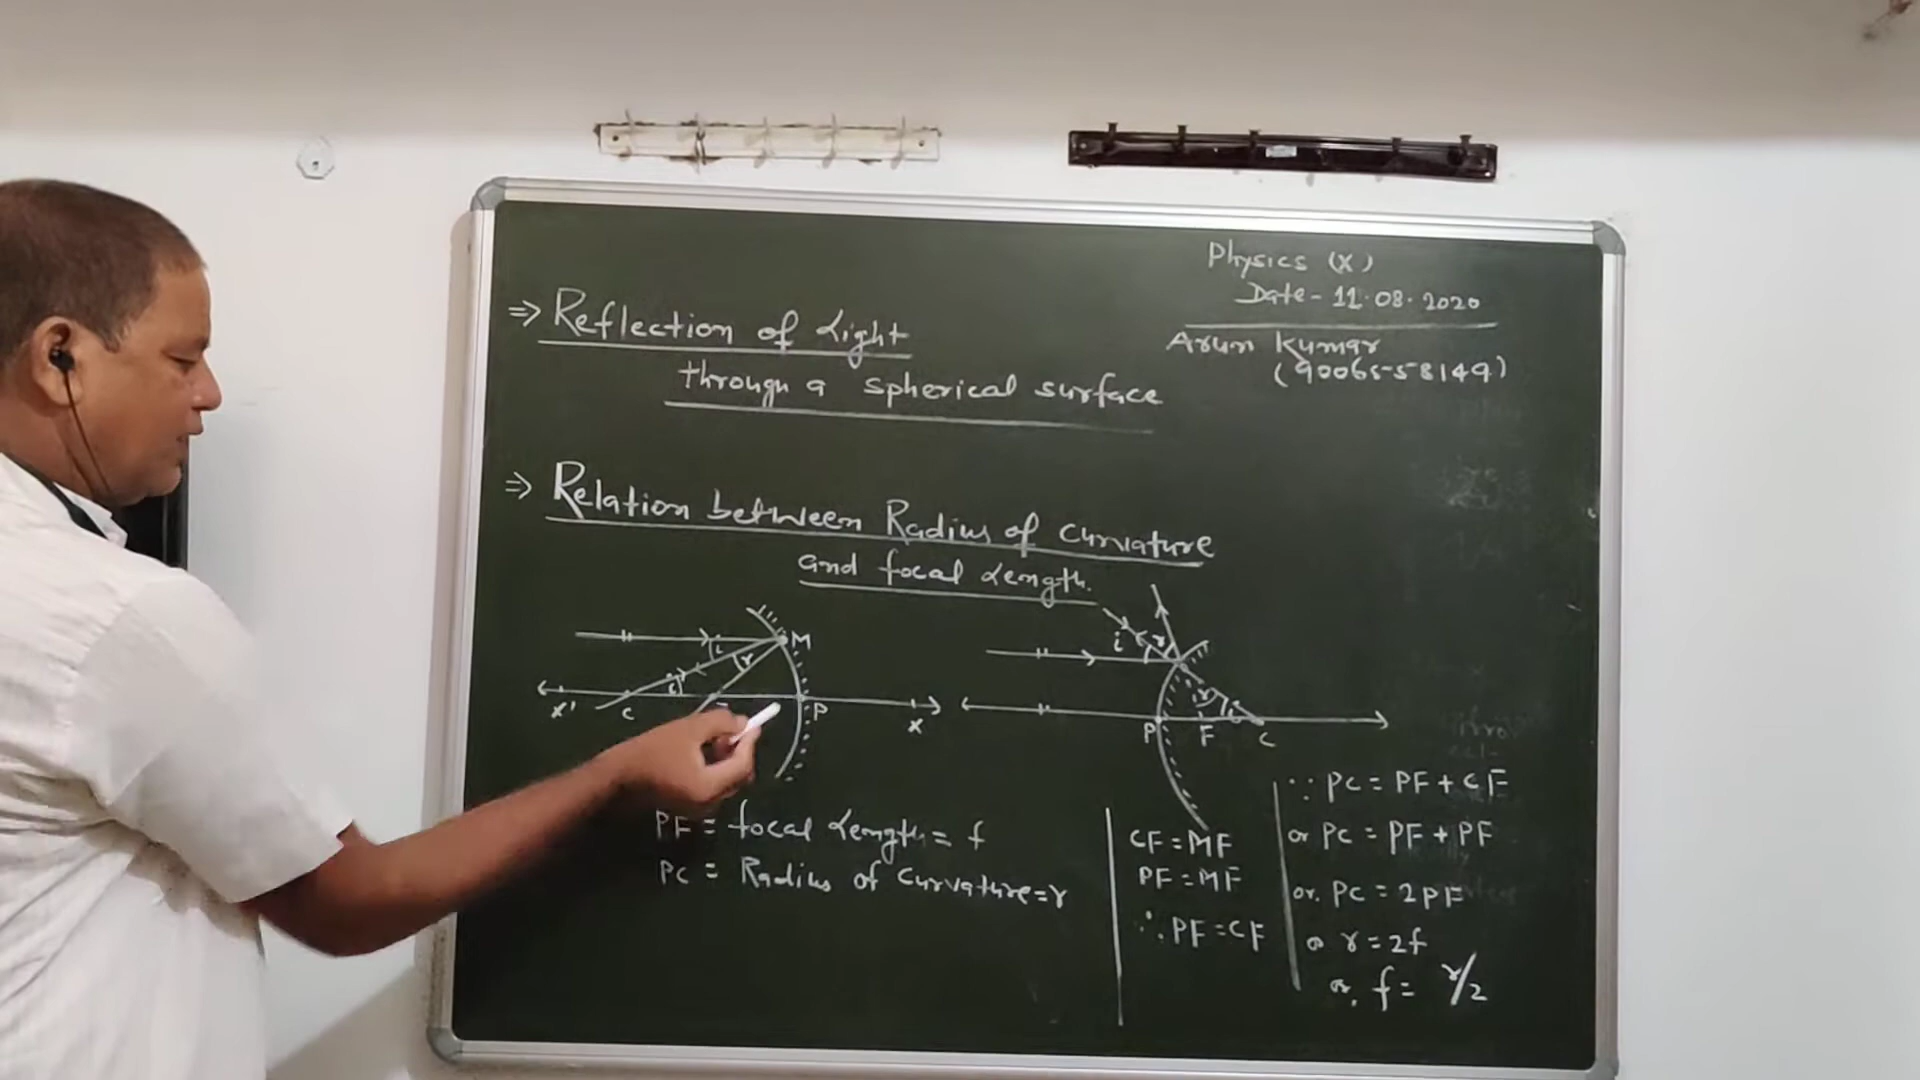 Physics (X)
Date - 11.08.2020
Arun Kumar
(9006558149)
⇒ Reflection of Light
through a spherical surface
⇒ Relation between Radius of curvature
and focal Length.
M
i
r
i
X'
C
P
X
i
r
r
i
P
F
C
PF = focal Length = f
PC = Radius of Curvature = r
CF = MF
PF = MF
∴ PF = CF
∵ PC = PF + CF
or PC = PF + PF
or. PC = 2PF
or r = 2f
or, f = r/2